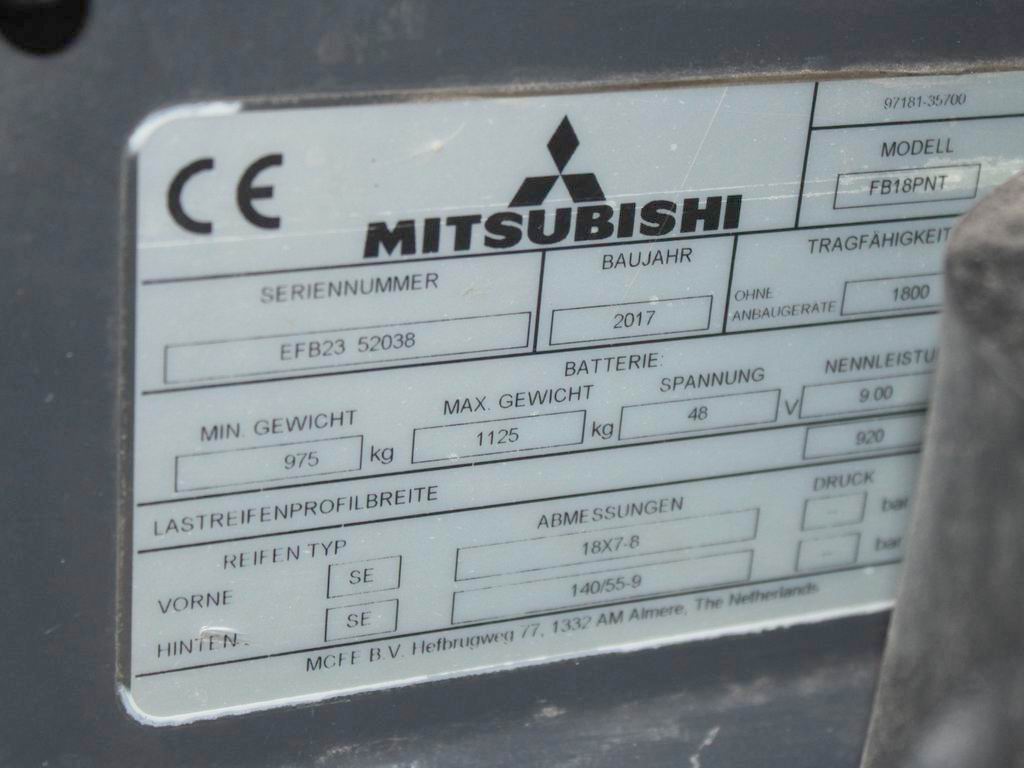 CE
MITSUBISHI
97181-35700
MODELL
FB18PNT
SERIENNUMMER
EFB23 52038
BAUJAHR
2017
TRAGFÄHIGKEIT
OHNE
ANBAUGERÄTE
1800
BATTERIE:
MIN. GEWICHT
975 kg
MAX. GEWICHT
1125 kg
SPANNUNG
48 V
NENNLEISTU
9.00
LASTREIFENPROFILBREITE
920
REIFEN TYP
ABMESSUNGEN
DRUCK
VORNE
SE
18X7-8
-- bar
HINTEN
SE
140/55-9
-- bar
MCFE B.V. Hefbrugweg 77, 1332 AM Almere, The Netherlands